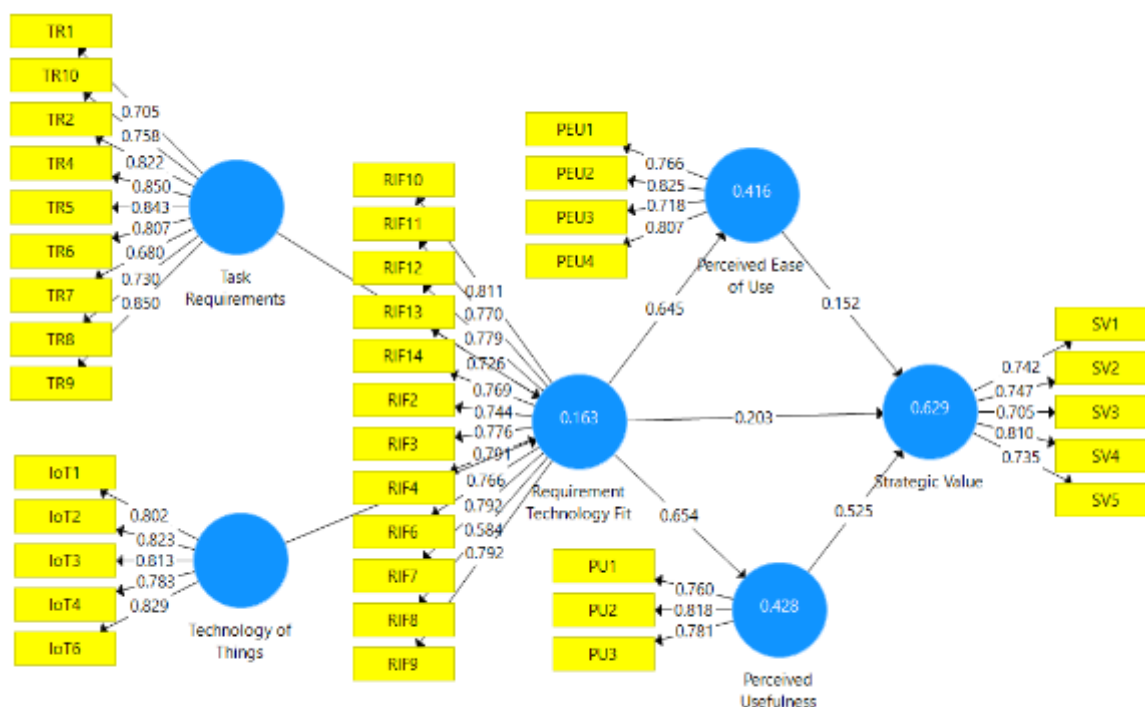 TR1
TR10
TR2
TR4
TR5
TR6
TR7
TR8
TR9
0.705
0.758
0.822
0.850
0.843
0.807
0.680
0.730
0.850
Task
Requirements
IoT1
IoT2
IoT3
IoT4
IoT6
0.802
0.823
0.813
0.783
0.829
Technology of
Things
RIF10
RIF11
RIF12
RIF13
RIF14
RIF2
RIF3
RIF4
RIF6
RIF7
RIF8
RIF9
0.811
0.770
0.779
0.726
0.769
0.744
0.776
0.791
0.766
0.792
0.584
0.792
0.163
Requirement
Technology Fit
PEU1
PEU2
PEU3
PEU4
0.766
0.825
0.718
0.807
0.416
Perceived Ease
of Use
0.645
0.152
0.203
0.654
0.525
PU1
PU2
PU3
0.760
0.818
0.781
0.428
Perceived
Usefulness
0.629
Strategic Value
0.742
0.747
0.705
0.810
0.735
SV1
SV2
SV3
SV4
SV5